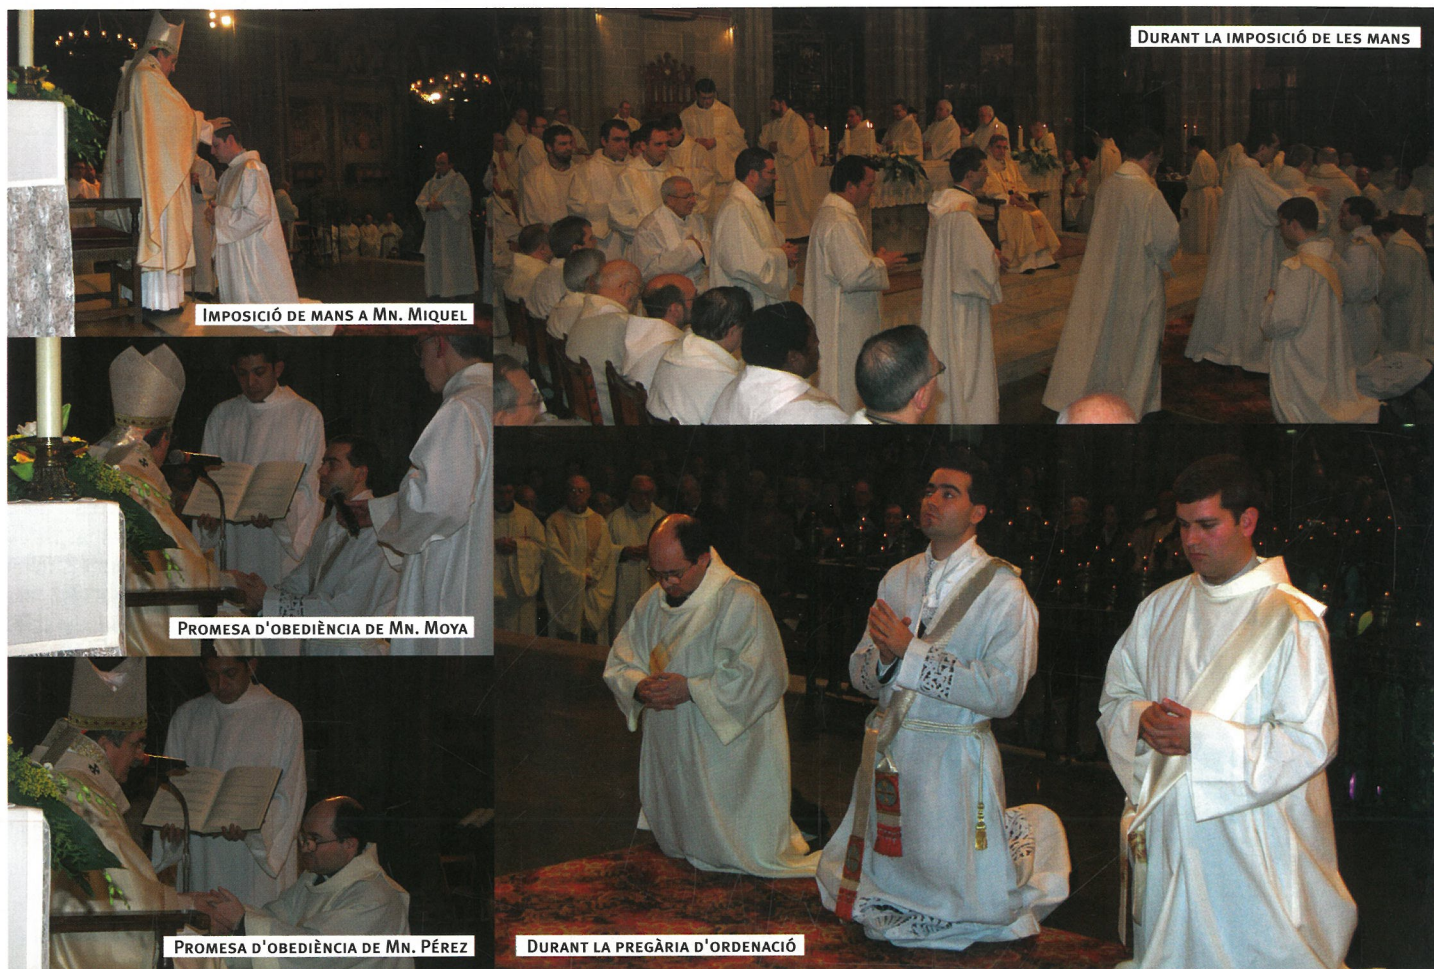 Durant la imposició de les mans
Imposició de mans a Mn. Miquel
Promesa d'obediència de Mn. Moya
Promesa d'obediència de Mn. Pérez
Durant la pregària d'ordenació